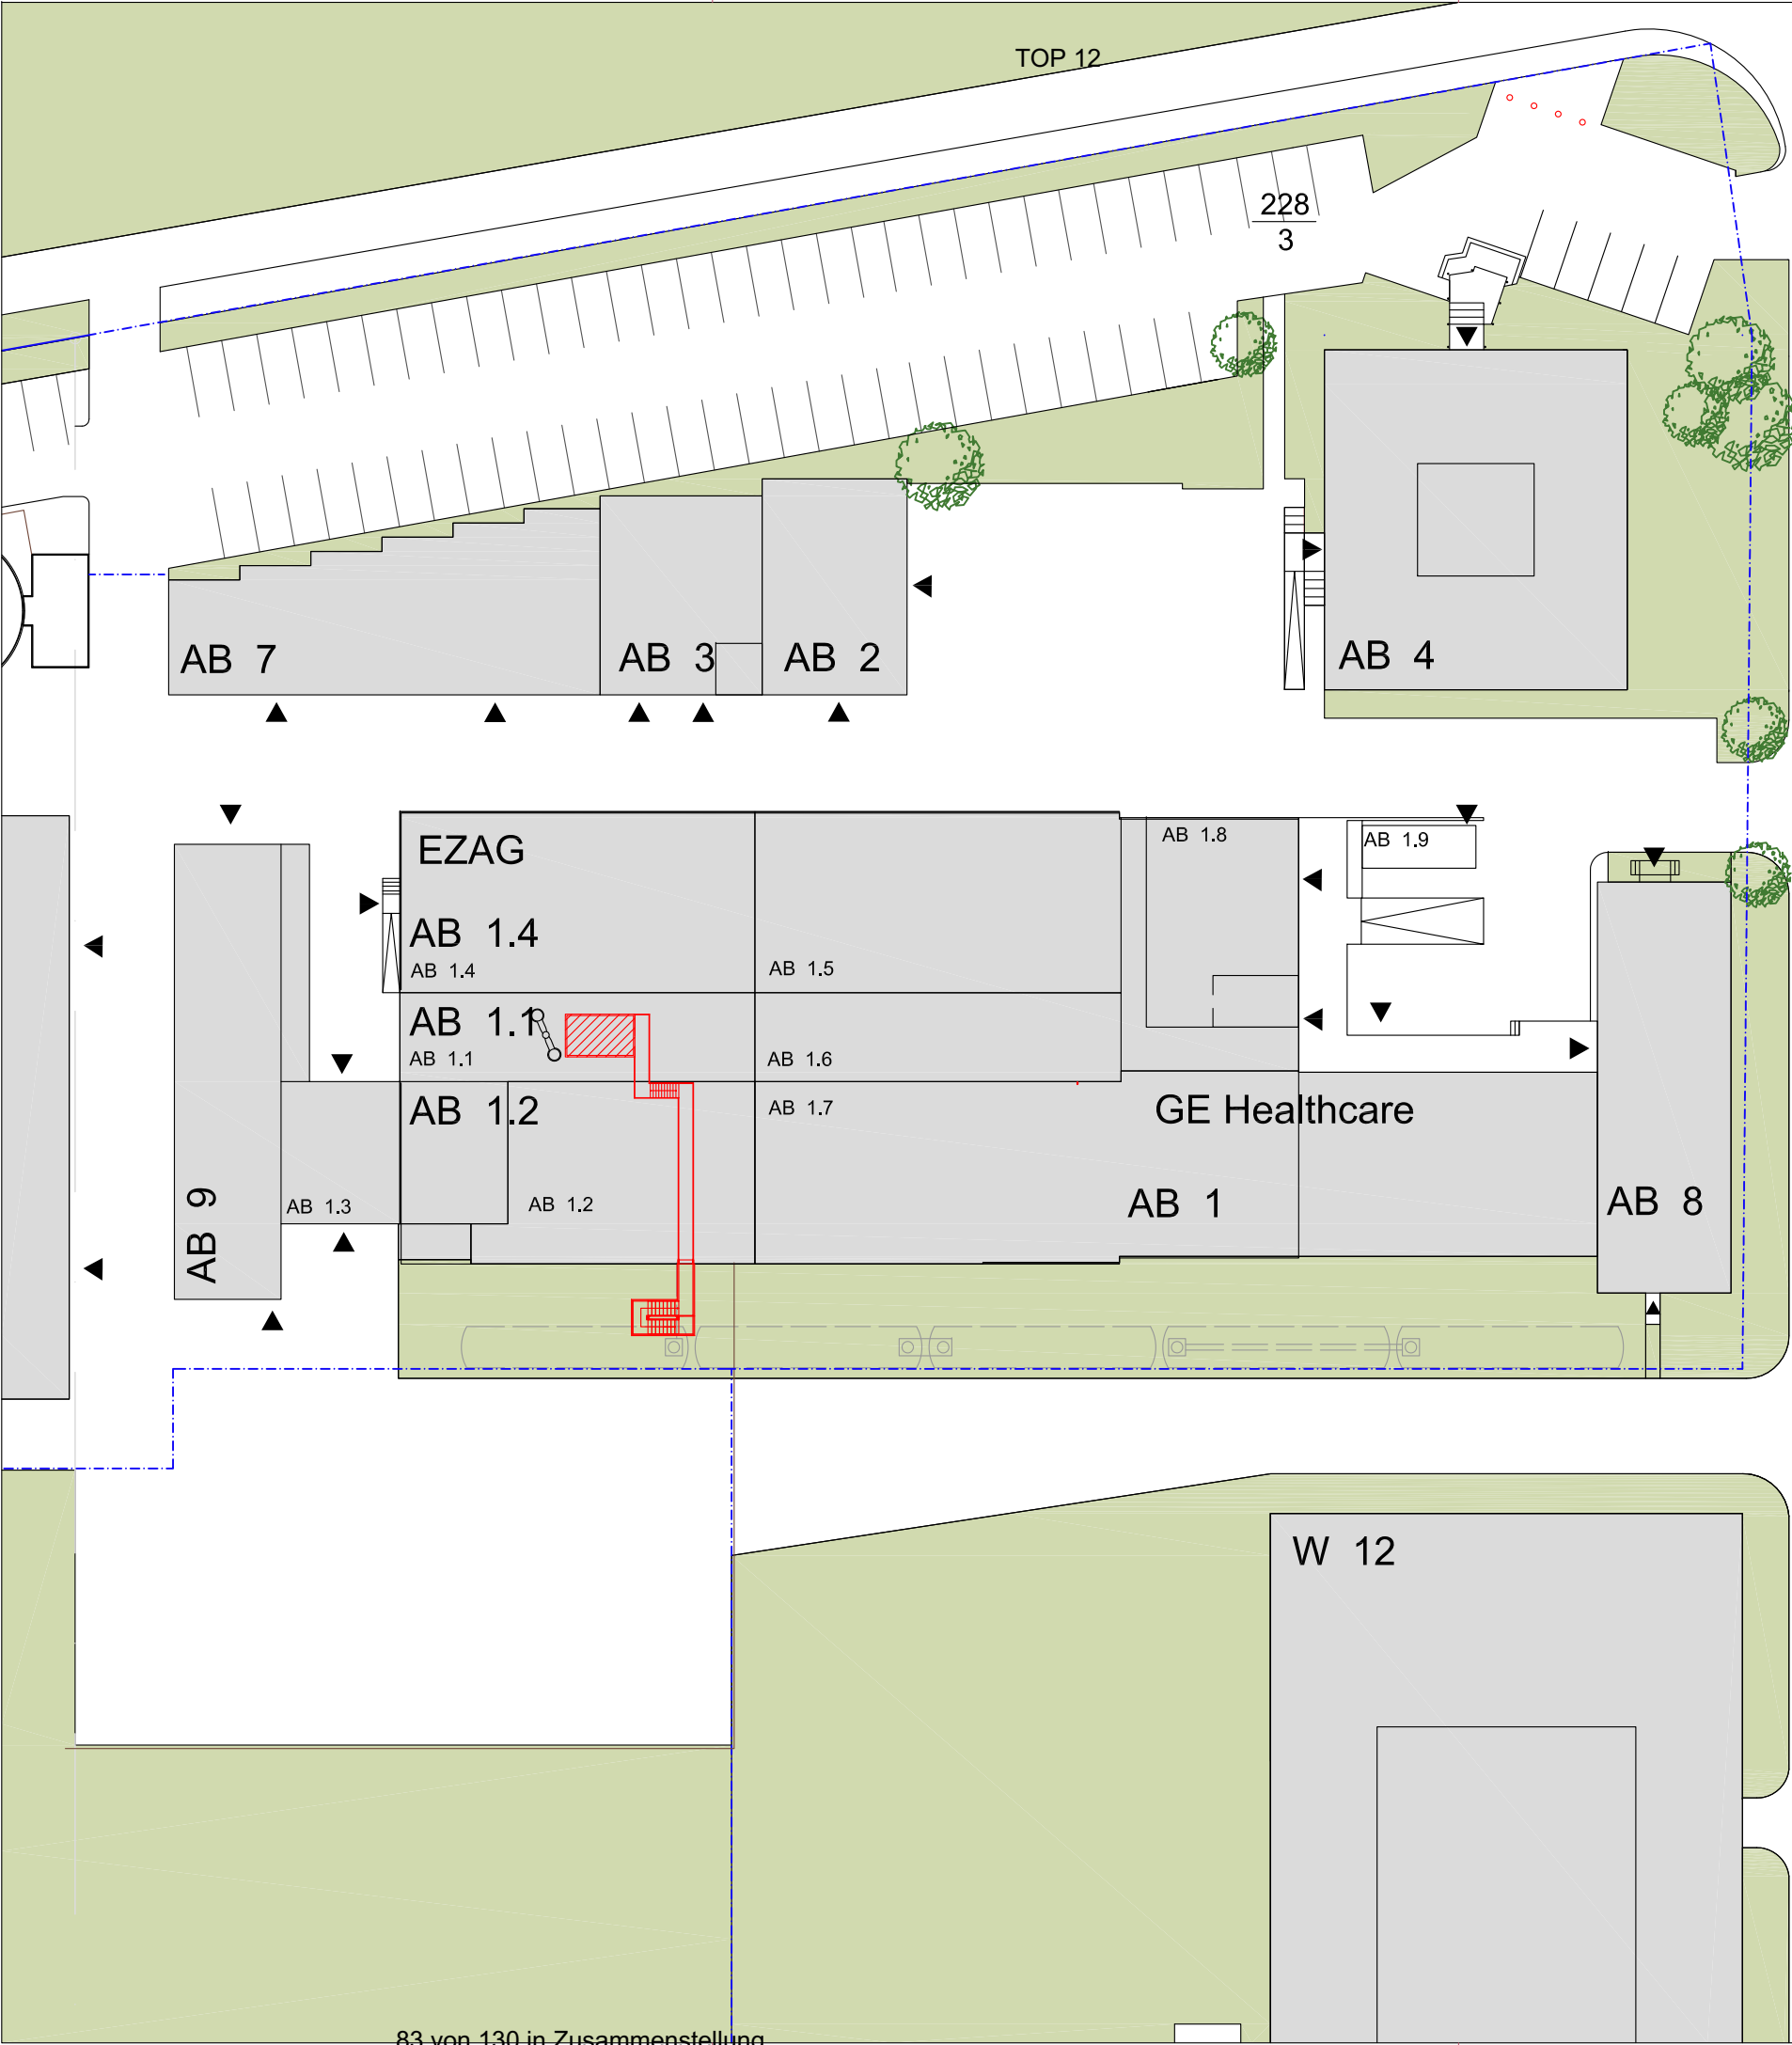 TOP 12
228
3
AB 7
AB 3
AB 2
AB 4
EZAG
AB 1.8
AB 1.9
AB 1.4
AB 1.4
AB 1.5
AB 1.1
AB 1.1
AB 1.6
AB 1.2
AB 1.7
GE Healthcare
AB 9
AB 1.3
AB 1.2
AB 1
AB 8
W 12
83 von 130 in Zusammenstellung